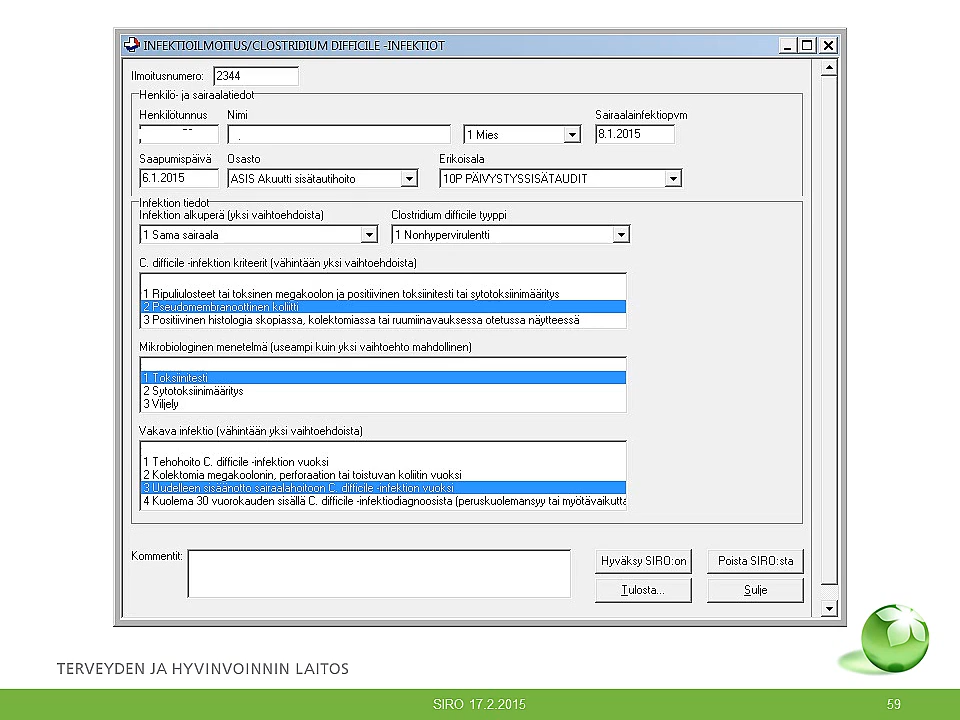 INFEKTIOILMOITUS/CLOSTRIDIUM DIFFICILE -INFEKTIOT
Ilmoitusnumero: 2344
Henkilö- ja sairaalatiedot
Henkilötunnus Nimi Sairaalainfektiopvm
1 Mies 8.1.2015
Saapumispäivä Osasto Erikoisala
6.1.2015 ASIS Akuutti sisätautihoito 10P PÄIVYSTYSSISÄTAUDIT
Infektion tiedot
Infektion alkuperä (yksi vaihtoehdoista) Clostridium difficile tyyppi
1 Sama sairaala 1 Nonhypervirulentti
C. difficile -infektion kriteerit (vähintään yksi vaihtoehdoista)
1 Ripuliulosteet tai toksinen megakoolon ja positiivinen toksiinitesti tai sytotoksiinimääritys
2 Pseudomembranoottinen koliitti
3 Positiivinen histologia skopiassa, kolektomiassa tai ruumiinavauksessa otetussa näytteessä
Mikrobiologinen menetelmä (useampi kuin yksi vaihtoehto mahdollinen)
1 Toksiinitesti
2 Sytotoksiinimääritys
3 Viljely
Vakava infektio (vähintään yksi vaihtoehdoista)
1 Tehohoito C. difficile -infektion vuoksi
2 Kolektomia megakoolonin, perforaation tai toistuvan koliitin vuoksi
3 Uudelleen sisäänotto sairaalahoitoon C. difficile -infektion vuoksi
4 Kuolema 30 vuorokauden sisällä C. difficile -infektiodiagnoosista (peruskuolemansyy tai myötävaikutta
Kommentit: Hyväksy SIRO:on Poista SIRO:sta
Tulosta... Sulje
TERVEYDEN JA HYVINVOINNIN LAITOS
SIRO 17.2.2015 59